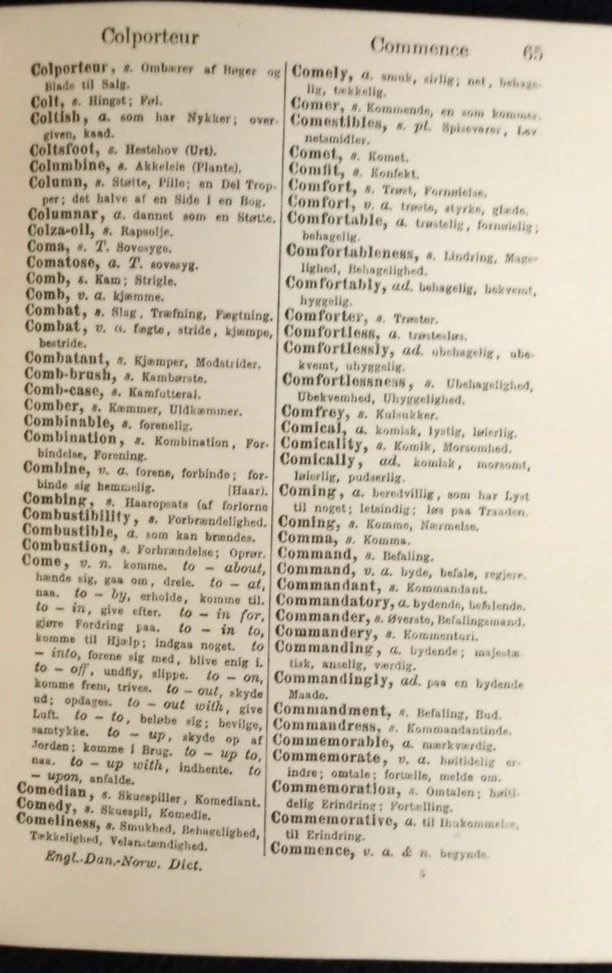 Colporteur
Commence 65
Colporteur, s. Ombærer af Bøger og
Blade til Salg.
Colt, s. Hingst; Føl.
Coltish, a. som har Nykker; over-
given, kaad.
Coltsfoot, s. Hestehov (Urt).
Columbine, s. Akkeleie (Plante).
Column, s. Støtte, Pille; en Del Trop-
per; det halve af en Side i en Bog.
Columnar, a. dannet som en Støtte.
Colza-oil, s. Rapsolje.
Coma, s. T. Sovesyge.
Comatose, a. T. sovesyg.
Comb, s. Kam; Strigle.
Comb, v. a. kjæmme.
Combat, s. Slag, Træfning, Fægtning.
Combat, v. a. fægte, stride, kjæmpe,
bestride.
Combatant, s. Kjæmper, Modstrider.
Comb-brush, s. Kambørste.
Comb-case, s. Kamfutteral.
Comber, s. Kæmmer, Uldkæmmer.
Combinable, s. forenelig.
Combination, s. Kombination, For-
bindelse, Forening.
Combine, v. a. forene, forbinde; for-
binde sig hemmelig. [Haar).
Combing, s. Haaropsats (af forlorne
Combustibility, s. Forbrændelighed.
Combustible, a. som kan brændes.
Combustion, s. Forbrændelse; Oprør.
Come, v. n. komme. to — about,
hænde sig, gaa om, dreie. to — at,
naa. to — by, erholde, komme til.
to — in, give efter. to — in for,
gjøre Fordring paa. to — in to,
komme til Hjælp; indgaa noget. to
— into, forene sig med, blive enig i.
to — off, undfly, slippe. to — on,
komme frem, trives. to — out, skyde
ud; opdages. to — out with, give
Luft. to — to, beløbe sig; bevilge,
samtykke. to — up, skyde op af
Jorden; komme i Brug. to — up to,
naa. to — up with, indhente. to
— upon, anfalde.
Comedian, s. Skuespiller, Komediant.
Comedy, s. Skuespil, Komedie.
Comeliness, s. Smukhed, Behagelighed,
Tækkelighed, Velanstændighed.
Engl.-Dan.-Norw. Dict.
Comely, a. smuk, sirlig; net, behage-
lig, tækkelig.
Comer, s. Kommende, en som kommer.
Comestibles, s. pl. Spisevarer, Lev
netsmidler.
Comet, s. Komet.
Comfit, s. Konfekt.
Comfort, s. Trøst, Fornøielse.
Comfort, v. a. trøste, styrke, glæde.
Comfortable, a. trøstelig, fornøielig;
behagelig.
Comfortableness, s. Lindring, Mage-
lighed, Behagelighed.
Comfortably, ad. behagelig, bekvemt,
hyggelig.
Comforter, s. Trøster.
Comfortless, a. trøstesløs.
Comfortlessly, ad. ubehagelig, ube-
kvemt, uhyggelig.
Comfortlessness, s. Ubehagelighed,
Ubekvemhed, Uhyggelighed.
Comfrey, s. Kulsukker.
Comical, a. komisk, lystig, løierlig.
Comicality, s. Komik, Morsomhed.
Comically, ad. komisk, morsomt,
løierlig, pudserlig.
Coming, a. beredvillig, som har Lyst
til noget; letsindig; løs paa Traaden.
Coming, s. Komme, Nærmelse.
Comma, s. Komma.
Command, s. Befaling.
Command, v. a. byde, befale, regjere.
Commandant, s. Kommandant.
Commandatory, a. bydende, befalende.
Commander, s. Øverste, Befalingsmand.
Commandery, s. Kommenturi.
Commanding, a. bydende; majestæ
tisk, anselig, værdig.
Commandingly, ad. paa en bydende
Maade.
Commandment, s. Befaling, Bud.
Commandress, s. Kommandantinde.
Commemorable, a. mærkværdig.
Commemorate, v. a. høitidelig er-
indre; omtale; fortælle, melde om.
Commemoration, s. Omtalen; høiti-
delig Erindring; Fortælling.
Commemorative, a. til Ihukommelse,
til Erindring.
Commence, v. a. & n. begynde.
5